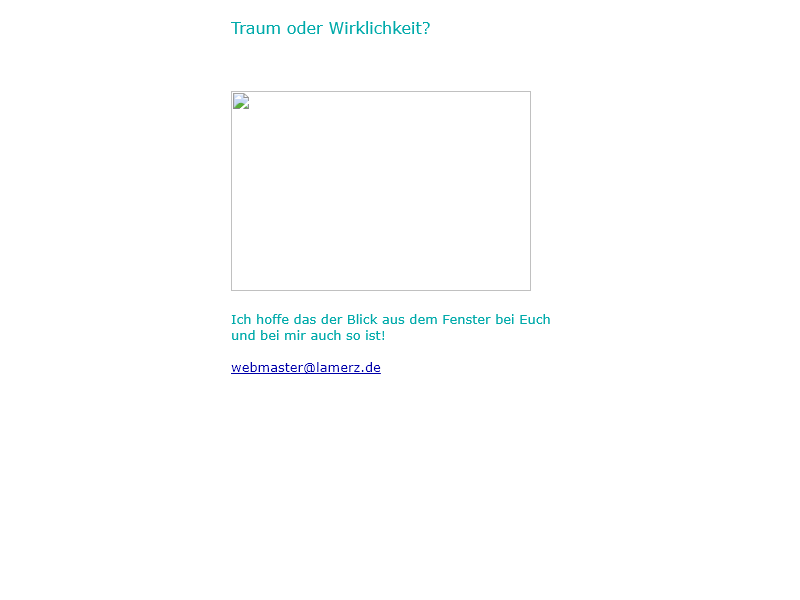 Traum oder Wirklichkeit?
Ich hoffe das der Blick aus dem Fenster bei Euch
und bei mir auch so ist!
webmaster@lamerz.de